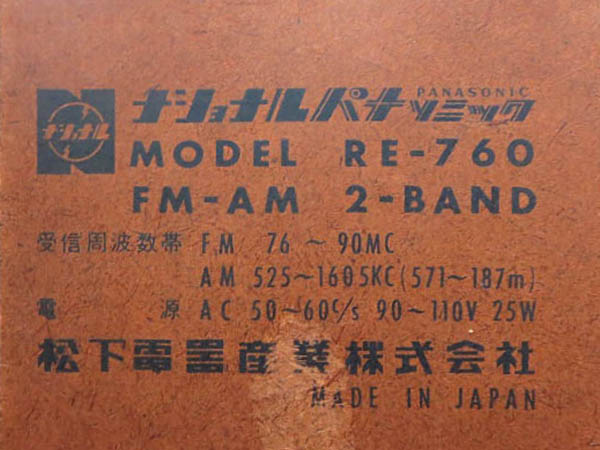 ナショナル
PANASONIC
ナショナルパナソニック
MODEL RE-760
FM-AM 2-BAND
受信周波数帯 FM 76~90MC
AM 525~1605KC(571~187m)
電源 AC 50~60c/s 90~110V 25W
松下電器産業株式会社
MADE IN JAPAN